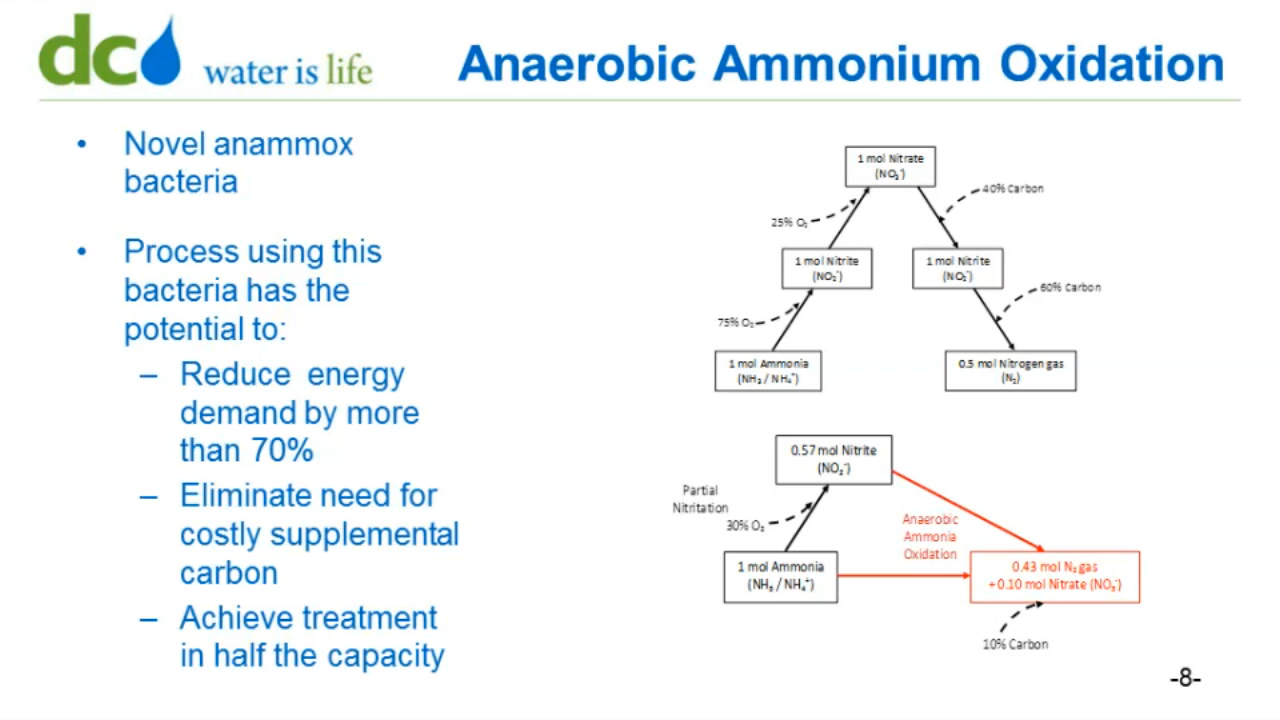 dc
water is life
Anaerobic Ammonium Oxidation
• Novel anammox
bacteria
• Process using this
bacteria has the
potential to:
– Reduce energy
demand by more
than 70%
– Eliminate need for
costly supplemental
carbon
– Achieve treatment
in half the capacity
1 mol Nitrate
(NO₃⁻)
40% Carbon
25% O₂
1 mol Nitrite
(NO₂⁻)
1 mol Nitrite
(NO₂⁻)
60% Carbon
75% O₂
1 mol Ammonia
(NH₃ / NH₄⁺)
0.5 mol Nitrogen gas
(N₂)
0.57 mol Nitrite
(NO₂⁻)
Partial
Nitritation
30% O₂
Anaerobic
Ammonia
Oxidation
1 mol Ammonia
(NH₃ / NH₄⁺)
0.43 mol N₂ gas
+0.10 mol Nitrate (NO₃⁻)
10% Carbon
-8-